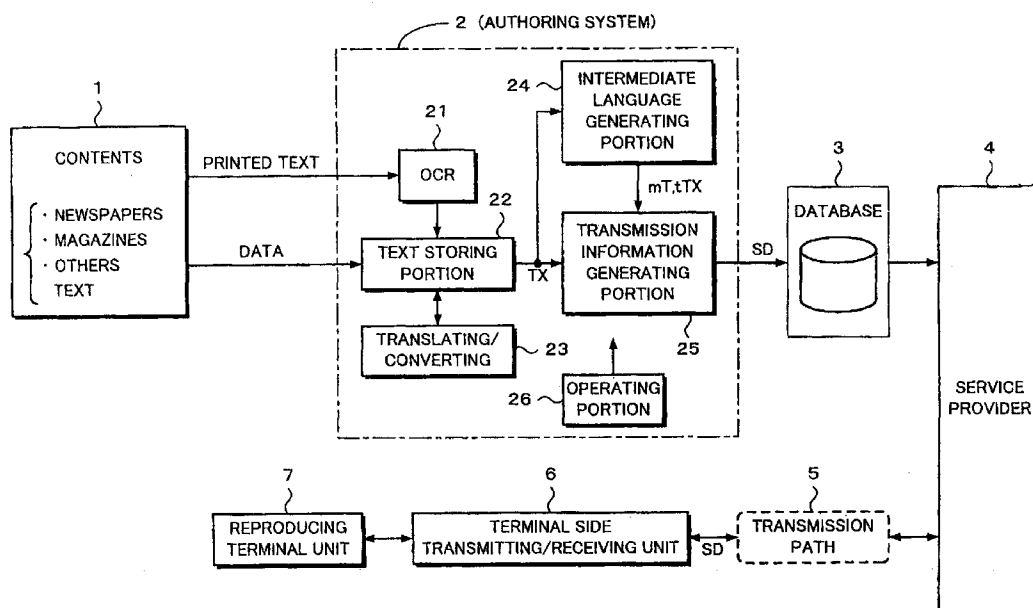 2 (AUTHORING SYSTEM)
1
CONTENTS
· NEWSPAPERS
· MAGAZINES
· OTHERS
TEXT
PRINTED TEXT
DATA
21
OCR
22
TEXT STORING
PORTION
TX
TRANSLATING/
CONVERTING
23
24
INTERMEDIATE
LANGUAGE
GENERATING
PORTION
mT,tTX
TRANSMISSION
INFORMATION
GENERATING
PORTION
25
26
OPERATING
PORTION
SD
3
DATABASE
4
SERVICE
PROVIDER
7
REPRODUCING
TERMINAL UNIT
6
TERMINAL SIDE
TRANSMITTING/RECEIVING UNIT
SD
5
TRANSMISSION
PATH